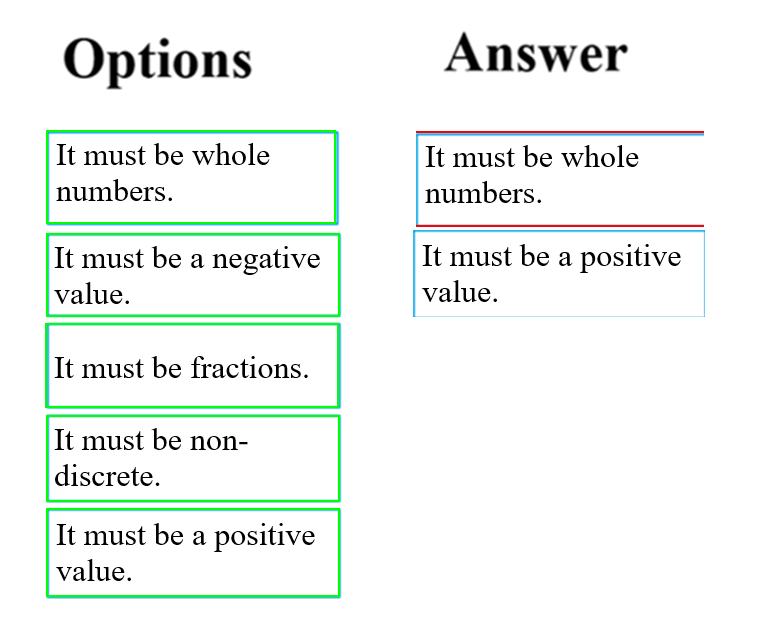 Options
It must be whole
numbers.
It must be a negative
value.
It must be fractions.
It must be non-
discrete.
It must be a positive
value.
Answer
It must be whole
numbers.
It must be a positive
value.